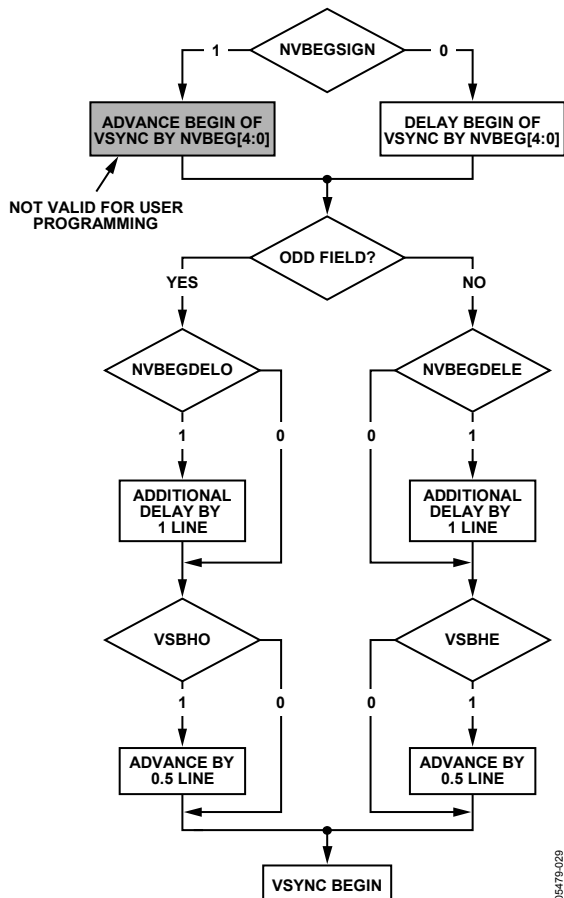 NVBEGSIGN
1
0
ADVANCE BEGIN OF
VSYNC BY NVBEG[4:0]
DELAY BEGIN OF
VSYNC BY NVBEG[4:0]
NOT VALID FOR USER
PROGRAMMING
ODD FIELD?
YES
NO
NVBEGDELO
NVBEGDELE
1
0
0
1
ADDITIONAL
DELAY BY
1 LINE
ADDITIONAL
DELAY BY
1 LINE
VSBHO
VSBHE
1
0
0
1
ADVANCE BY
0.5 LINE
ADVANCE BY
0.5 LINE
VSYNC BEGIN
05479-029